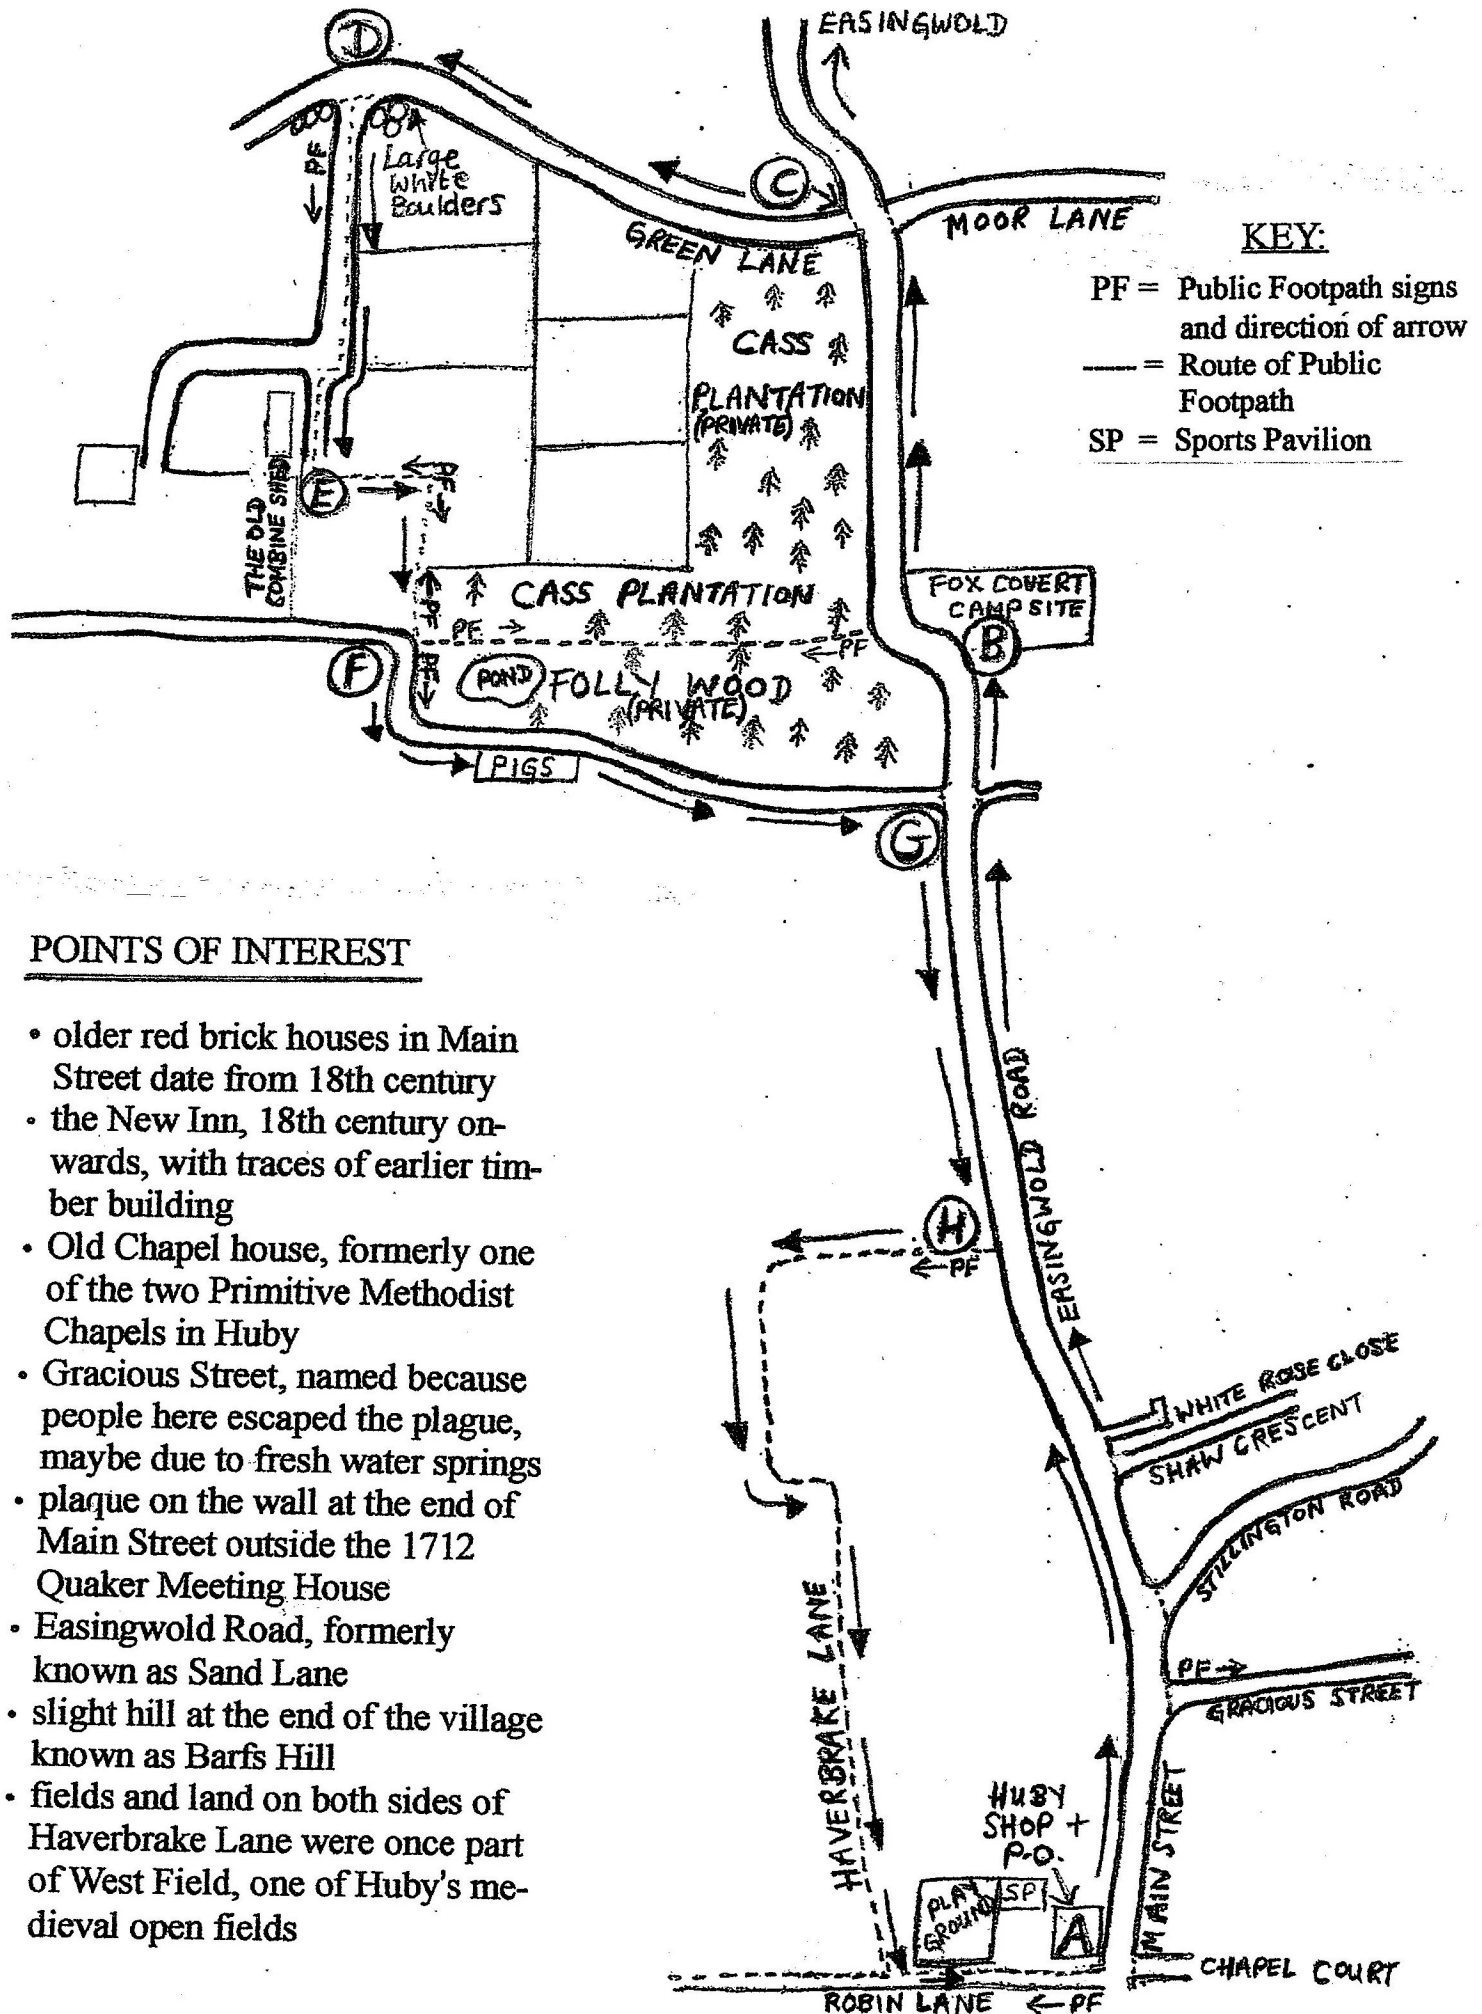 EASINGWOLD
D
PF
Large
White
Boulders
C
GREEN LANE
MOOR LANE
KEY:
PF = Public Footpath signs
and direction of arrow
---- = Route of Public
Footpath
SP = Sports Pavilion
CASS
PLANTATION
(PRIVATE)
E
PF
PF
THE OLD
COMBINE SHED
PF
CASS PLANTATION
PF
PF
FOX COVERT
CAMPSITE
B
F
PF
POND
FOLLY WOOD
(PRIVATE)
PIGS
G
POINTS OF INTEREST
• older red brick houses in Main
Street date from 18th century
• the New Inn, 18th century on-
wards, with traces of earlier tim-
ber building
• Old Chapel house, formerly one
of the two Primitive Methodist
Chapels in Huby
• Gracious Street, named because
people here escaped the plague,
maybe due to fresh water springs
• plaque on the wall at the end of
Main Street outside the 1712
Quaker Meeting House
• Easingwold Road, formerly
known as Sand Lane
• slight hill at the end of the village
known as Barfs Hill
• fields and land on both sides of
Haverbrake Lane were once part
of West Field, one of Huby's me-
dieval open fields
EASINGWOLD ROAD
H
PF
WHITE ROSE CLOSE
SHAW CRESCENT
STILLINGTON ROAD
HAVERBRAKE LANE
PF
GRACIOUS STREET
HUBY
SHOP +
P.O.
MAIN STREET
PLAY
GROUND
SP
A
CHAPEL COURT
ROBIN LANE
PF